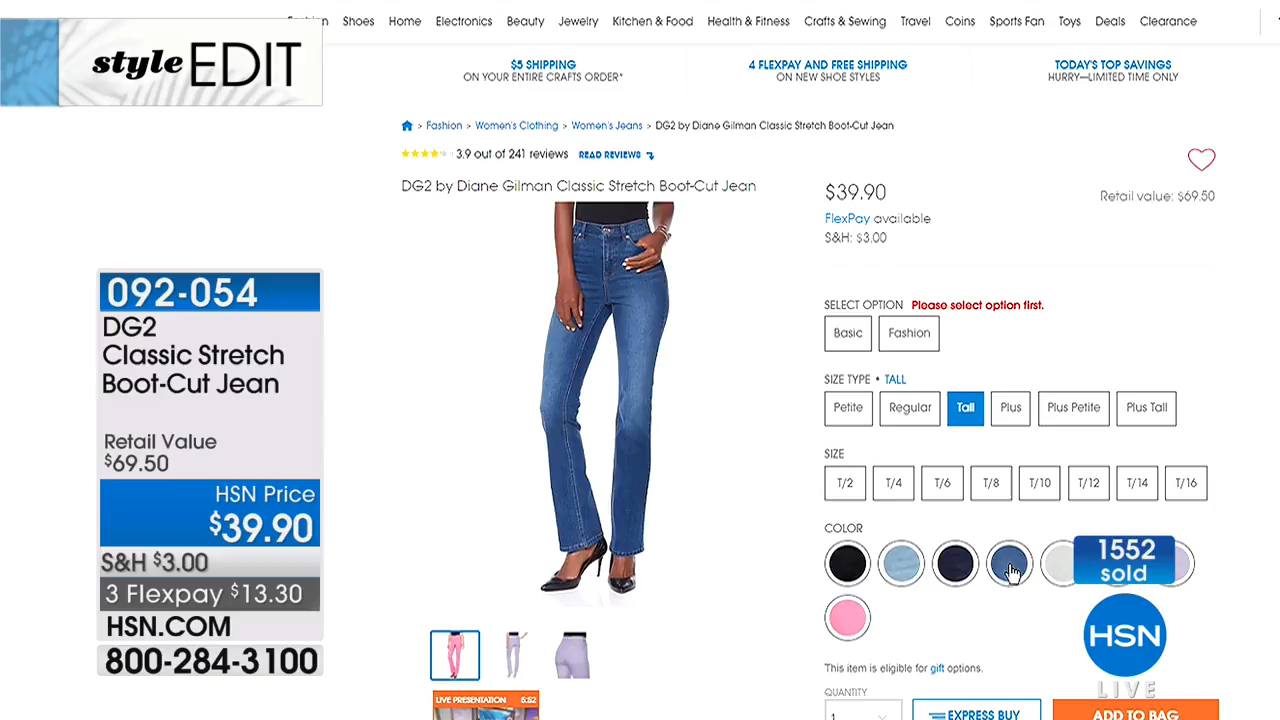 Fashion Shoes Home Electronics Beauty Jewelry Kitchen & Food Health & Fitness Crafts & Sewing Travel Coins Sports Fan Toys Deals Clearance
style EDIT
$5 SHIPPING
ON YOUR ENTIRE CRAFTS ORDER*
4 FLEXPAY AND FREE SHIPPING
ON NEW SHOE STYLES
TODAY'S TOP SAVINGS
HURRY—LIMITED TIME ONLY
> Fashion > Women's Clothing > Women's Jeans > DG2 by Diane Gilman Classic Stretch Boot-Cut Jean
3.9 out of 241 reviews READ REVIEWS
DG2 by Diane Gilman Classic Stretch Boot-Cut Jean
$39.90
Retail value: $69.50
FlexPay available
S&H: $3.00
092-054
DG2
Classic Stretch
Boot-Cut Jean
Retail Value
$69.50
HSN Price
$39.90
S&H $3.00
3 Flexpay $13.30
HSN.COM
800-284-3100
SELECT OPTION Please select option first.
Basic Fashion
SIZE TYPE • TALL
Petite Regular Tall Plus Plus Petite Plus Tall
SIZE
T/2 T/4 T/6 T/8 T/10 T/12 T/14 T/16
COLOR
1552
sold
HSN
LIVE
This item is eligible for gift options.
QUANTITY
1
EXPRESS BUY
ADD TO BAG
LIVE PRESENTATION 5:52